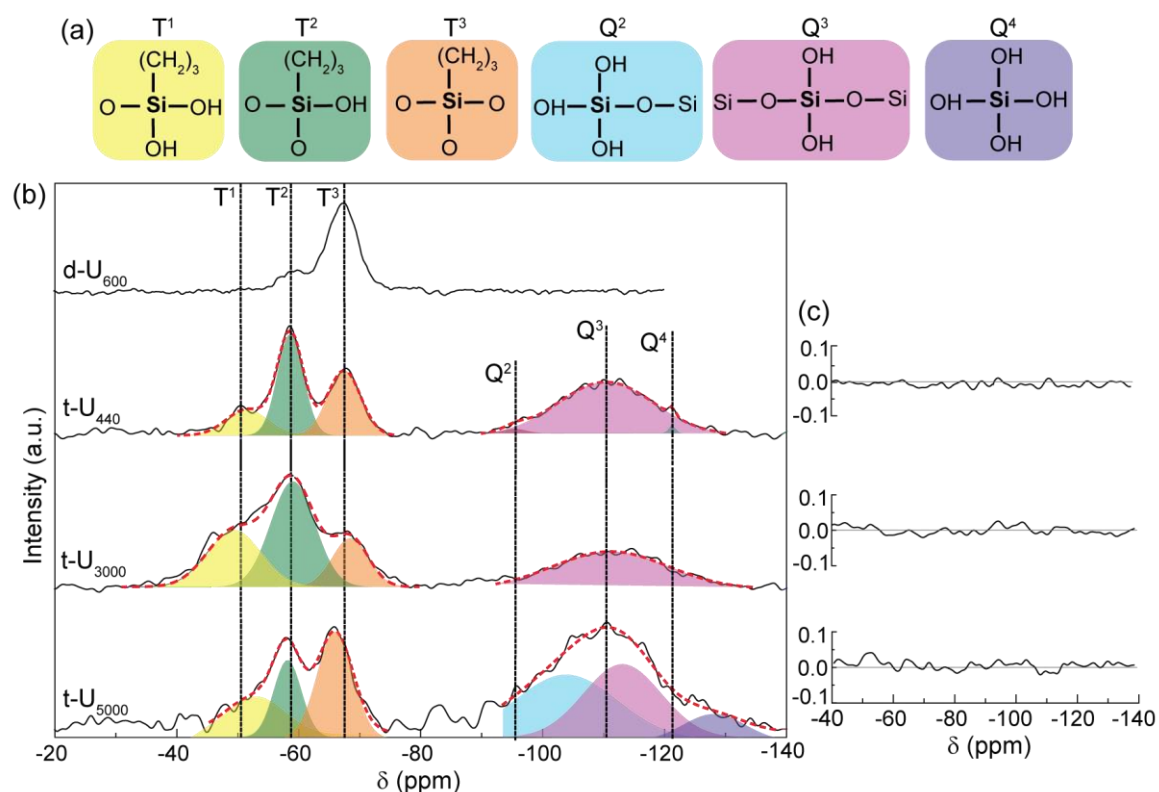 (a)
T¹ T² T³ Q² Q³ Q⁴
(CH₂)₃ (CH₂)₃ (CH₂)₃ OH OH OH
O Si OH O Si OH O Si O OH Si O Si Si O Si O Si OH Si OH
OH O O OH OH OH
(b)
T¹ T² T³
d-U₆₀₀
(c)
Q² Q³ Q⁴
t-U₄₄₀
0.1
0.0
-0.1
t-U₃₀₀₀
0.1
0.0
-0.1
t-U₅₀₀₀
0.1
0.0
-0.1
Intensity (a.u.)
-20 -40 -60 -80 -100 -120 -140
δ (ppm)
-40 -60 -80 -100 -120 -140
δ (ppm)